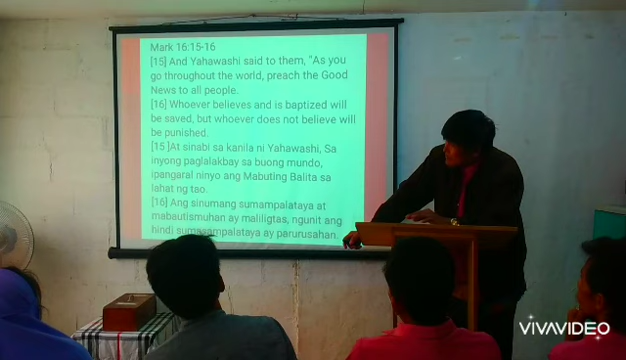 Mark 16:15-16
[15] And Yahawashi said to them, "As you
go throughout the world, preach the Good
News to all people.
[16] Whoever believes and is baptized will
be saved, but whoever does not believe will
be punished.
[15 ]At sinabi sa kanila ni Yahawashi, Sa
inyong paglalakbay sa buong mundo,
ipangaral ninyo ang Mabuting Balita sa
lahat ng tao.
[16] Ang sinumang sumampalataya at
mabautismuhan ay maliligtas, ngunit ang
hindi sumasampalataya ay parurusahan.
VIVAVIDEO